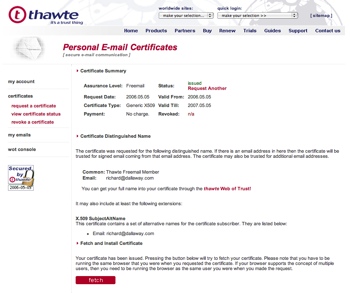 thawte
it's a trust thing
worldwide sites:
(make your selection...)
quick login:
(make your selection...) >>
[ sitemap ]
Home Products Partners Buy Renew Trials Guides Support Contact us
Personal E-mail Certificates
[ secure e-mail communication ]
my account
certificates
request a certificate
view certificate status
revoke a certificate
my emails
wot console
Secured by
thawte
2006-05-05
Certificate Summary
Assurance Level: Freemail Status: Issued
Request Another
Request Date: 2006.05.05 Valid From: 2006.05.05
Certificate Type: Generic X509 Valid Till: 2007.05.05
Payment: No charge. Revoked: n/a
Certificate Distinguished Name
The certificate was requested for the following distinguished name. If there is an email address in here then the certificate will be
trusted for signed email coming from that email address. The certificate may also be trusted for additional email addresses.
Common: Thawte Freemail Member
Email: richard@dallaway.com
You can get your full name into your certificate through the thawte Web of Trust!
It may also include at least the following extensions:
X.509 SubjectAltName
This certificate contains a set of alternative names for the certificate subscriber. They are listed below:
Email: richard@dallaway.com
Fetch and Install Certificate
Your certificate has been issued. Pressing the button below will try to fetch your certificate. Please note that you have to be
running the same browser that you were when you requested the certificate. If your browser supports the concept of multiple
users, then you need to be running the browser as the same user you were when you made the request.
fetch